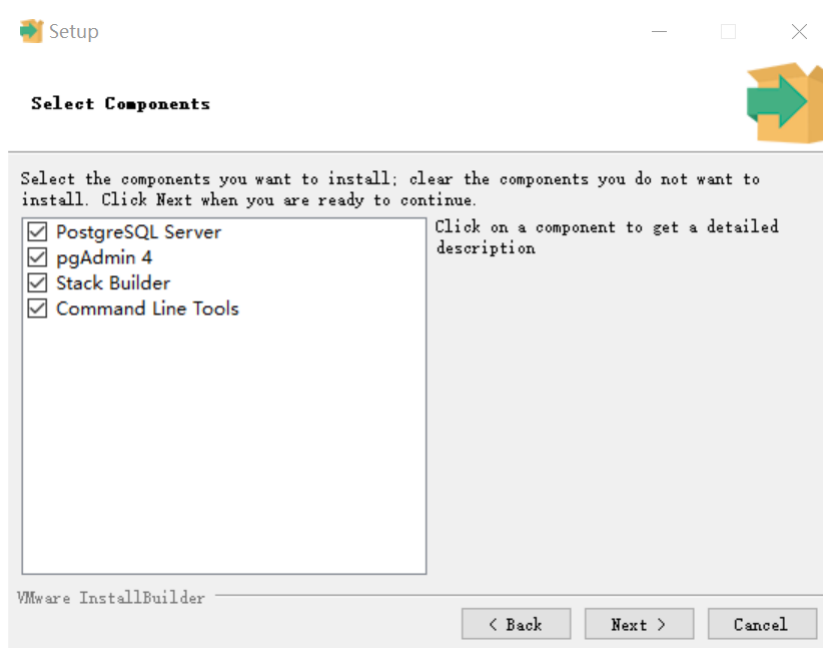 Setup
Select Components
Select the components you want to install; clear the components you do not want to
install. Click Next when you are ready to continue.
PostgreSQL Server
pgAdmin 4
Stack Builder
Command Line Tools
Click on a component to get a detailed
description
VMware InstallBuilder
< Back
Next >
Cancel